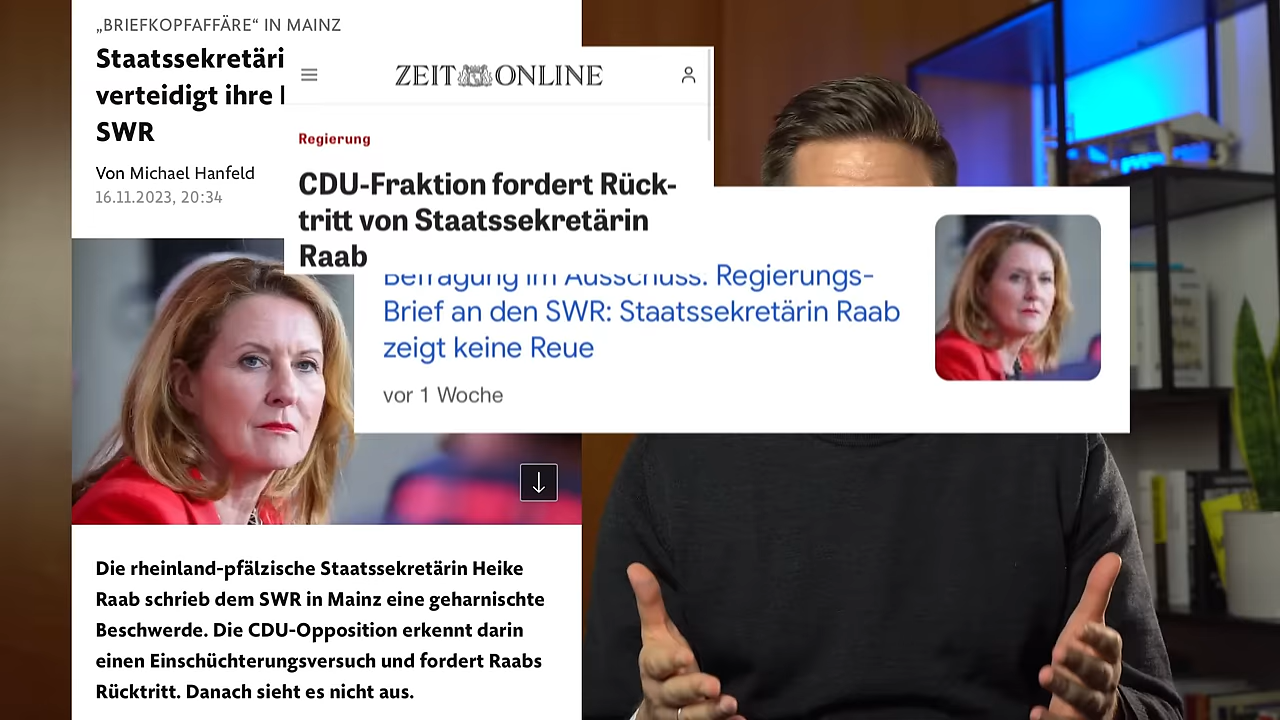 „BRIEFKOPFAFFÄRE“ IN MAINZ
Staatssekretäri
verteidigt ihre
SWR
Von Michael Hanfeld
16.11.2023, 20:34
ZEIT ONLINE
Regierung
CDU-Fraktion fordert Rück-
tritt von Staatssekretärin
Raab
Befragung im Ausschuss: Regierungs-
Brief an den SWR: Staatssekretärin Raab
zeigt keine Reue
vor 1 Woche
Die rheinland-pfälzische Staatssekretärin Heike
Raab schrieb dem SWR in Mainz eine geharnischte
Beschwerde. Die CDU-Opposition erkennt darin
einen Einschüchterungsversuch und fordert Raabs
Rücktritt. Danach sieht es nicht aus.